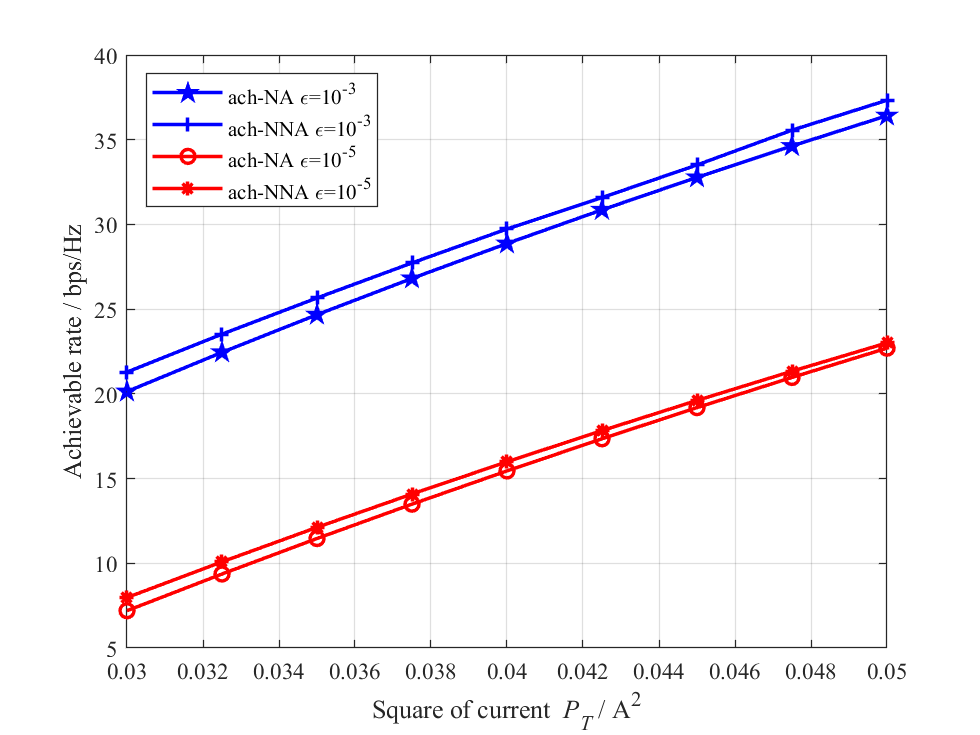 40
35
30
25
20
15
10
5
Achievable rate / bps/Hz
ach-NA ϵ=10^-3
ach-NNA ϵ=10^-3
ach-NA ϵ=10^-5
ach-NNA ϵ=10^-5
0.03 0.032 0.034 0.036 0.038 0.04 0.042 0.044 0.046 0.048 0.05
Square of current P_T / A^2